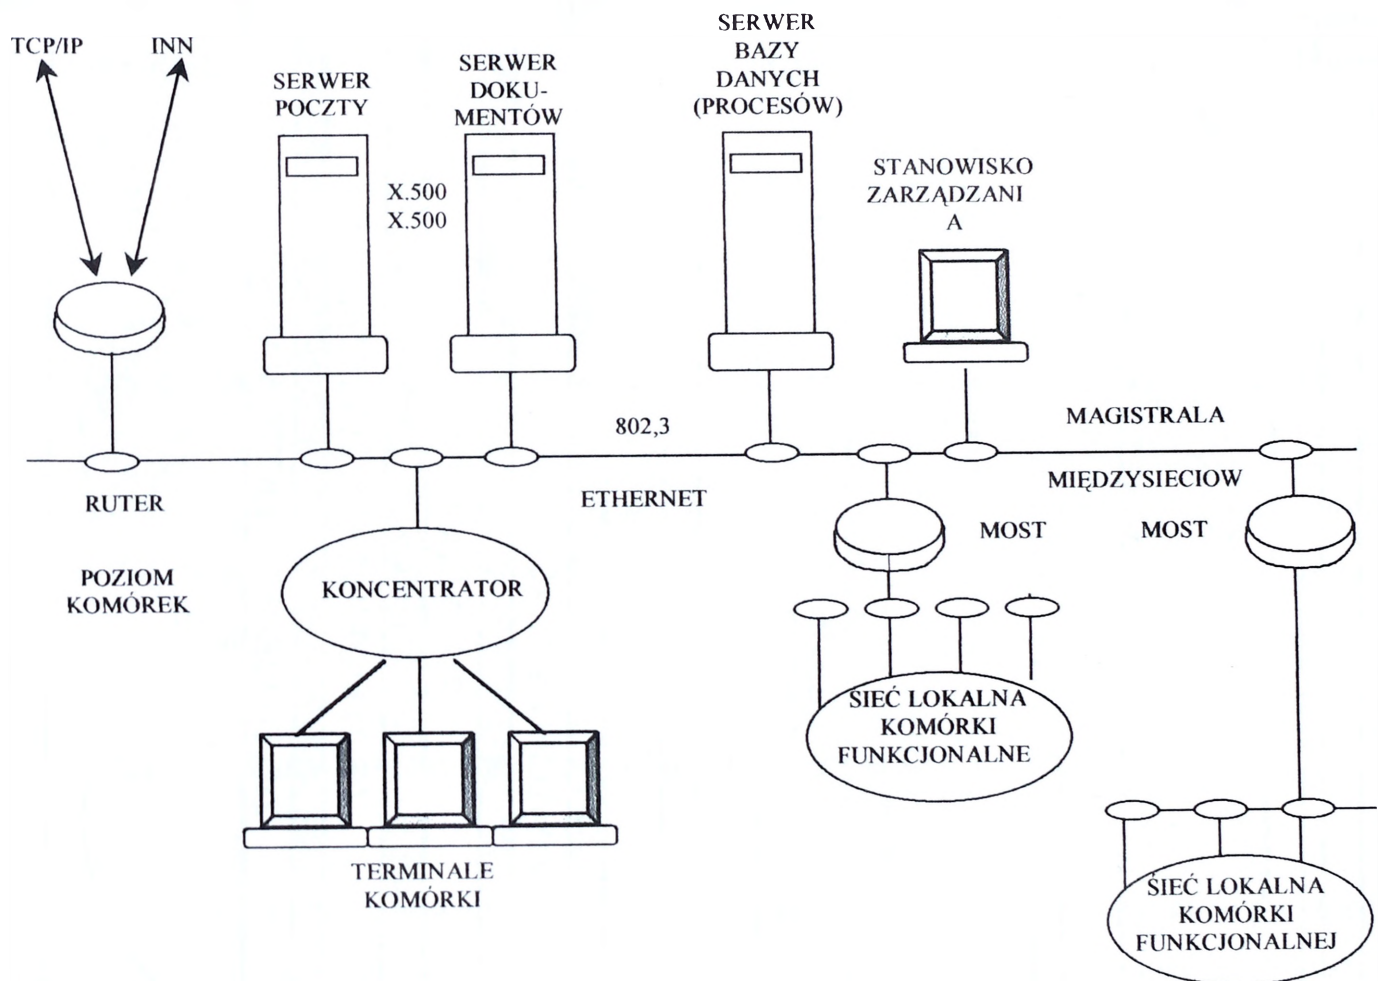 TCP/IP
INN
SERWER
POCZTY
SERWER
DOKU-
MENTÓW
X.500
X.500
SERWER
BAZY
DANYCH
(PROCESÓW)
STANOWISKO
ZARZĄDZANI
A
802,3
MAGISTRALA
RUTER
ETHERNET
MIĘDZYSIECIOW
MOST
MOST
POZIOM
KOMÓREK
KONCENTRATOR
SIEĆ LOKALNA
KOMÓRKI
FUNKCJONALNE
TERMINALE
KOMÓRKI
SIEĆ LOKALNA
KOMÓRKI
FUNKCJONALNEJ